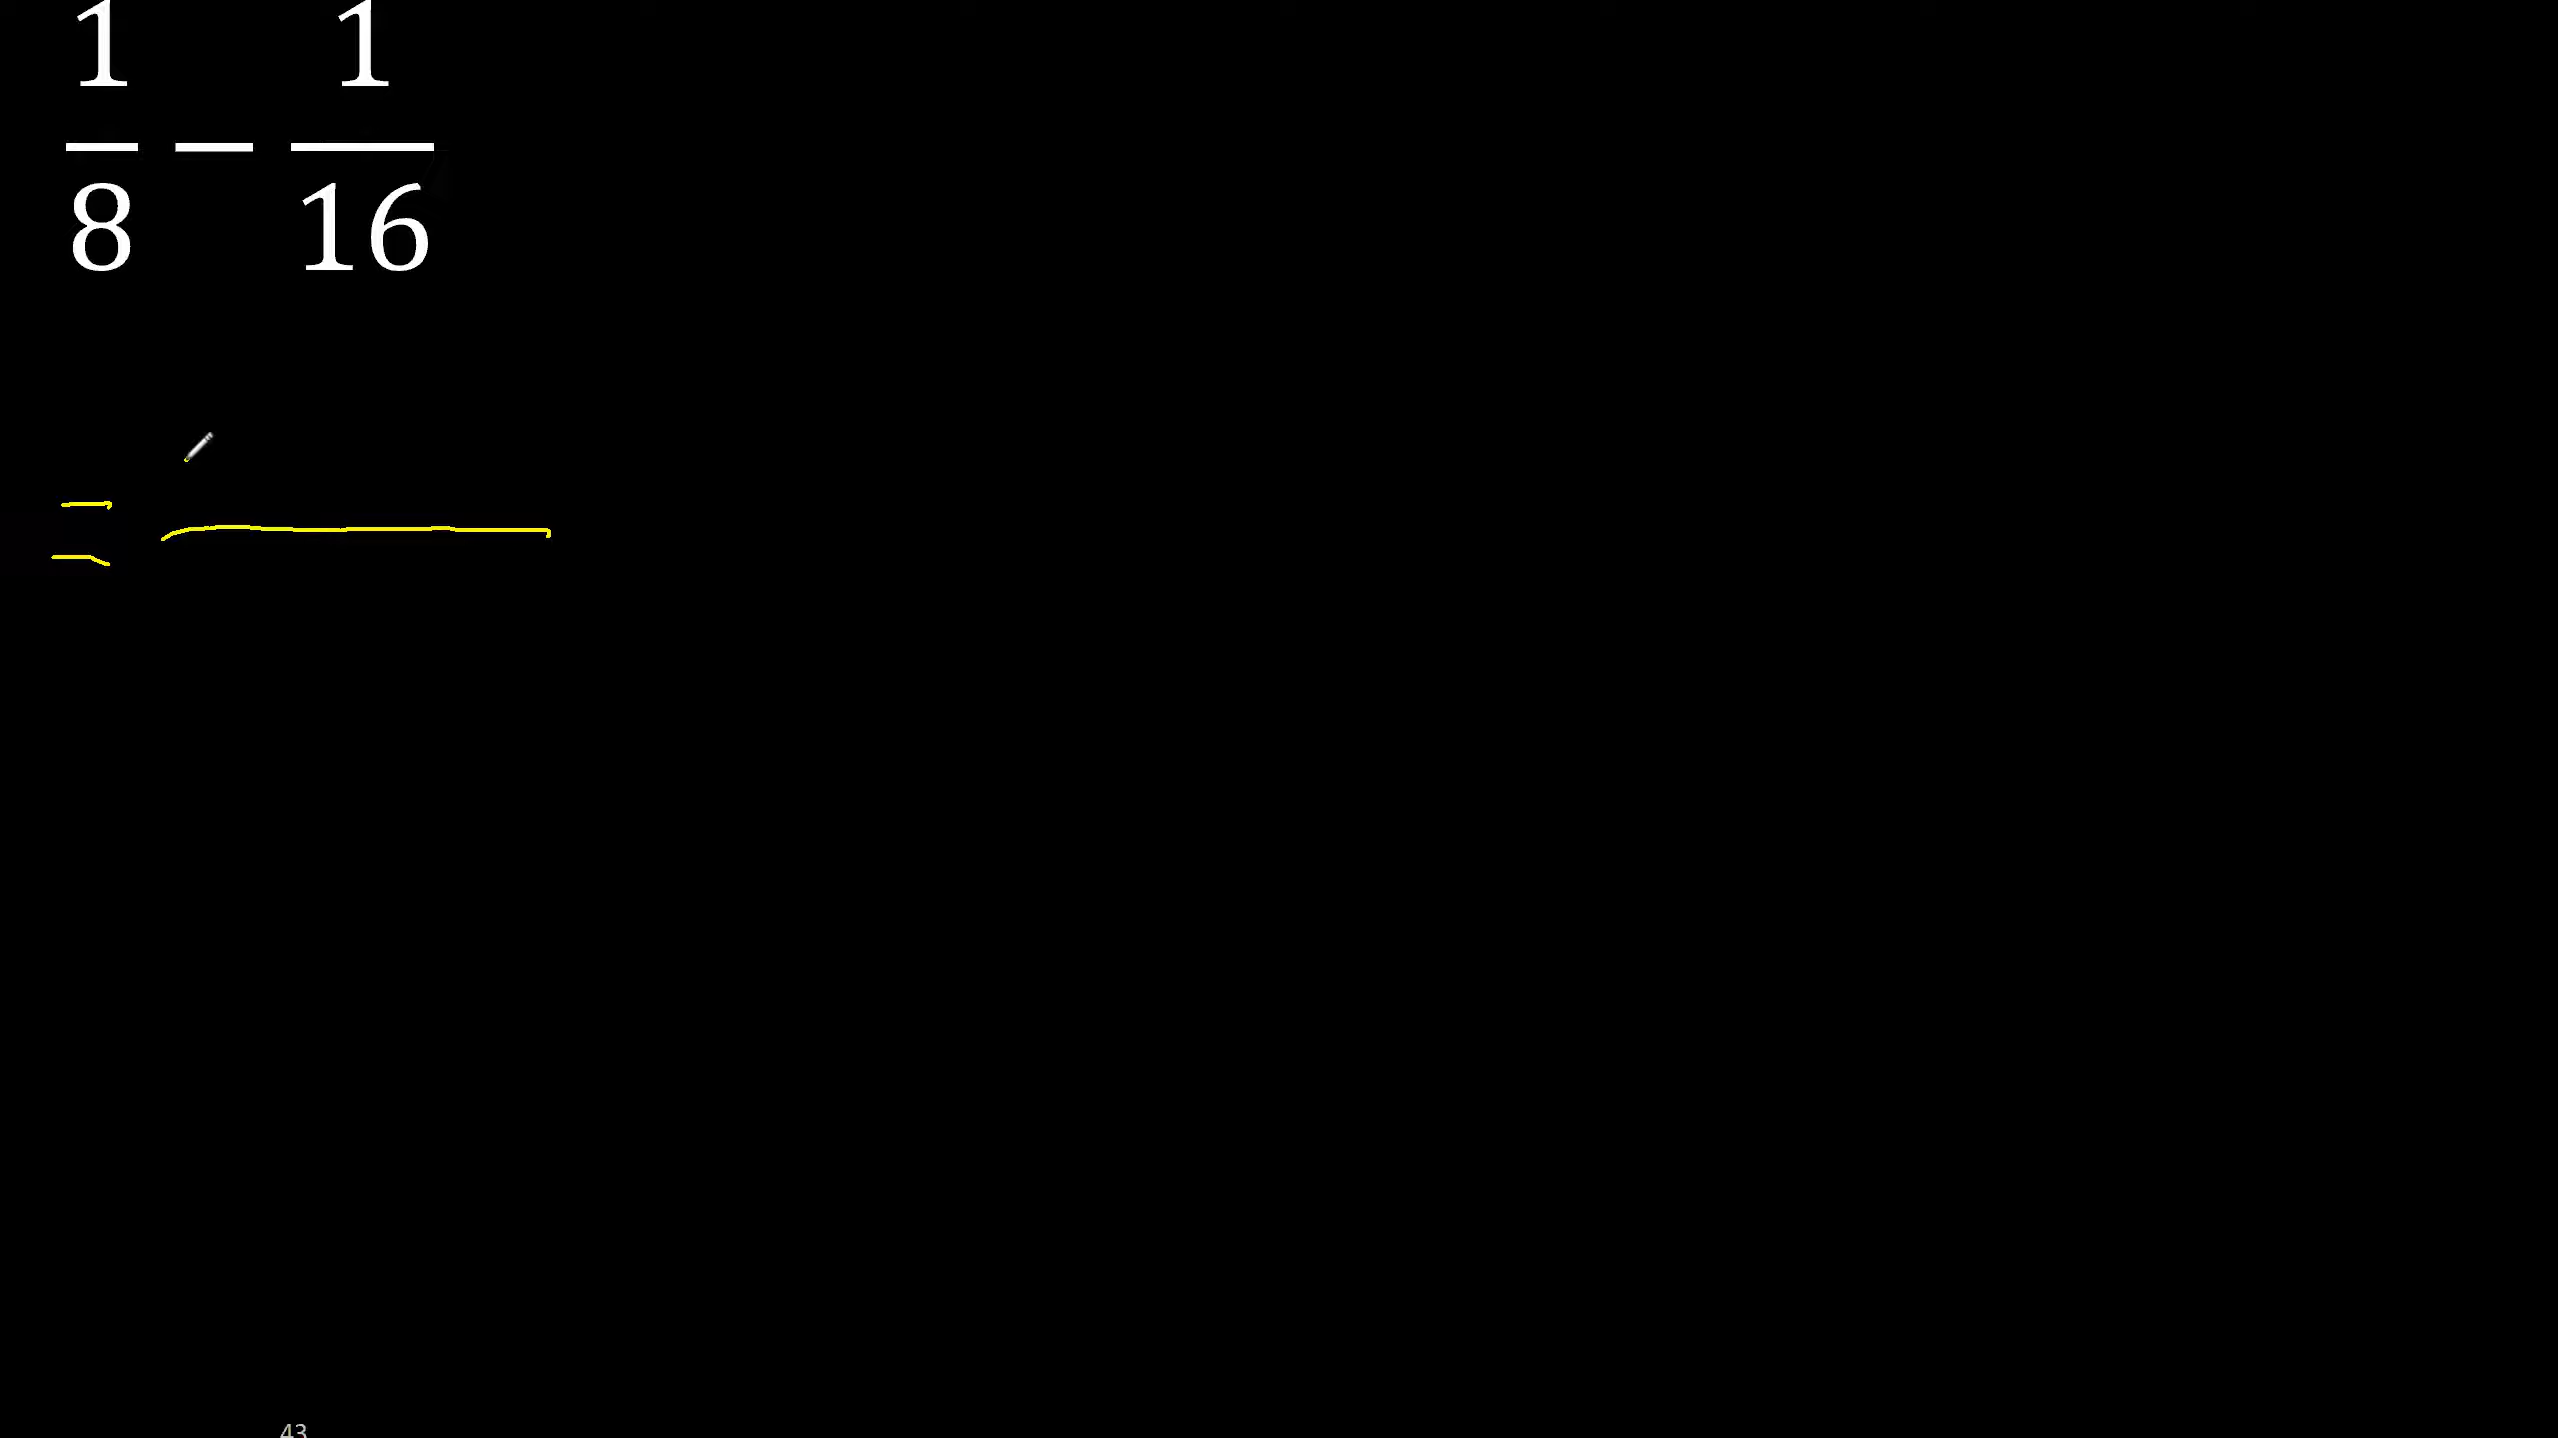 1/8 − 1/16
=
43